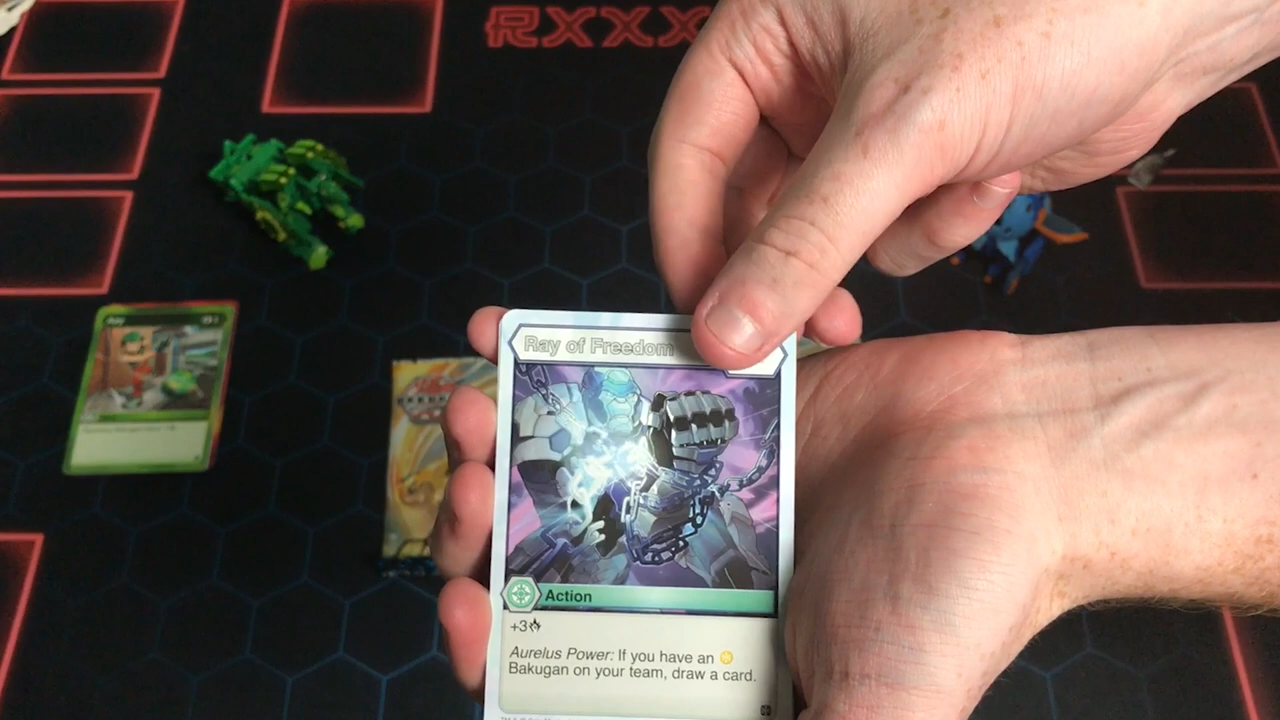 RXXX
Ray of Freedom
Action
+3
Aurelus Power: If you have an
Bakugan on your team, draw a card.